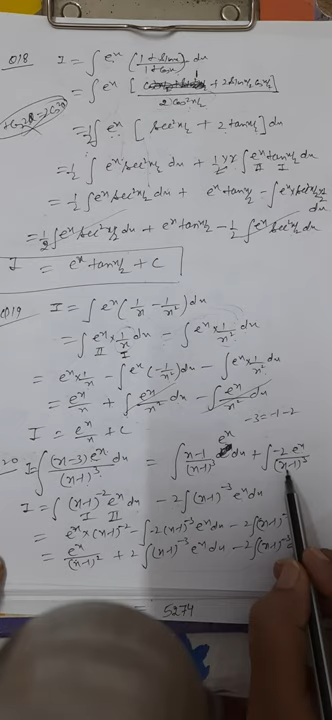 Q18 I = ∫ eˣ (1+sinx / 1+cosx) dx
= ∫ eˣ [ + 2sinx/2 cosx/2 / 2cos²x/2 ]
= ½ ∫ eˣ [ sec²x/2 + 2tanx/2 ] dx
= ½ ∫ eˣ sec²x/2 dx + ½ × 2 ∫ eˣ tanx/2 dx
II I
= ½ ∫ eˣ sec²x/2 dx + eˣ tanx/2 - ∫ eˣ sec²x/2 × ½ dx
= ½ ∫ eˣ sec²x/2 dx + eˣ tanx/2 - ½ ∫ eˣ sec²x/2 dx
I = eˣ tanx/2 + C
Q19 I = ∫ eˣ (1/x - 1/x²) dx
= ∫ eˣ × 1/x dx - ∫ eˣ × 1/x² dx
II I
= eˣ × 1/x - ∫ eˣ (-1/x²) dx - ∫ eˣ × 1/x² dx
= eˣ/x + ∫ eˣ/x² dx - ∫ eˣ/x² dx
I = eˣ/x + C
-3 = -1-2
20 I = ∫ (x-3)eˣ / (x-1)³ dx = ∫ x-1/(x-1)³ eˣ dx + ∫ -2eˣ/(x-1)³
I = ∫ (x-1)⁻² eˣ dx - 2∫ (x-1)⁻³ eˣ dx
I II
= eˣ × (x-1)⁻² - ∫ -2(x-1)⁻³ eˣ dx - 2∫ (x-1)⁻
= eˣ/(x-1)² + 2∫ (x-1)⁻³ eˣ dx - 2∫ (x-1)⁻³
= 5274